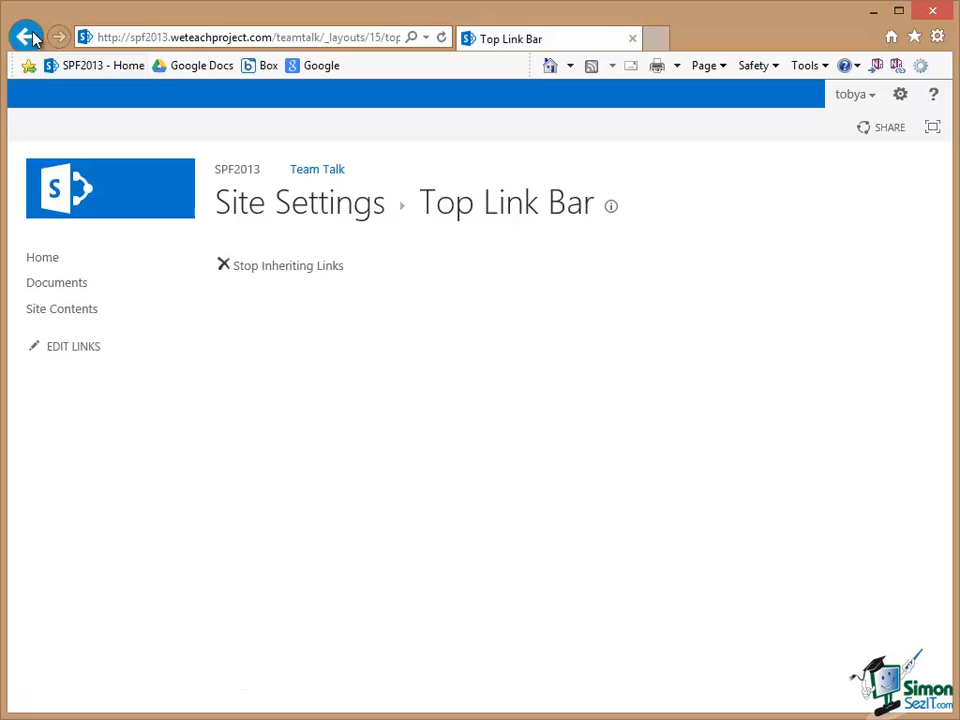 http://spf2013.weteachproject.com/teamtalk/_layouts/15/top
Top Link Bar
SPF2013 - Home
Google Docs
Box
Google
Page
Safety
Tools
tobya
SHARE
S
SPF2013
Team Talk
Site Settings
Top Link Bar
Home
Stop Inheriting Links
Documents
Site Contents
EDIT LINKS
Simon
SezIT.com